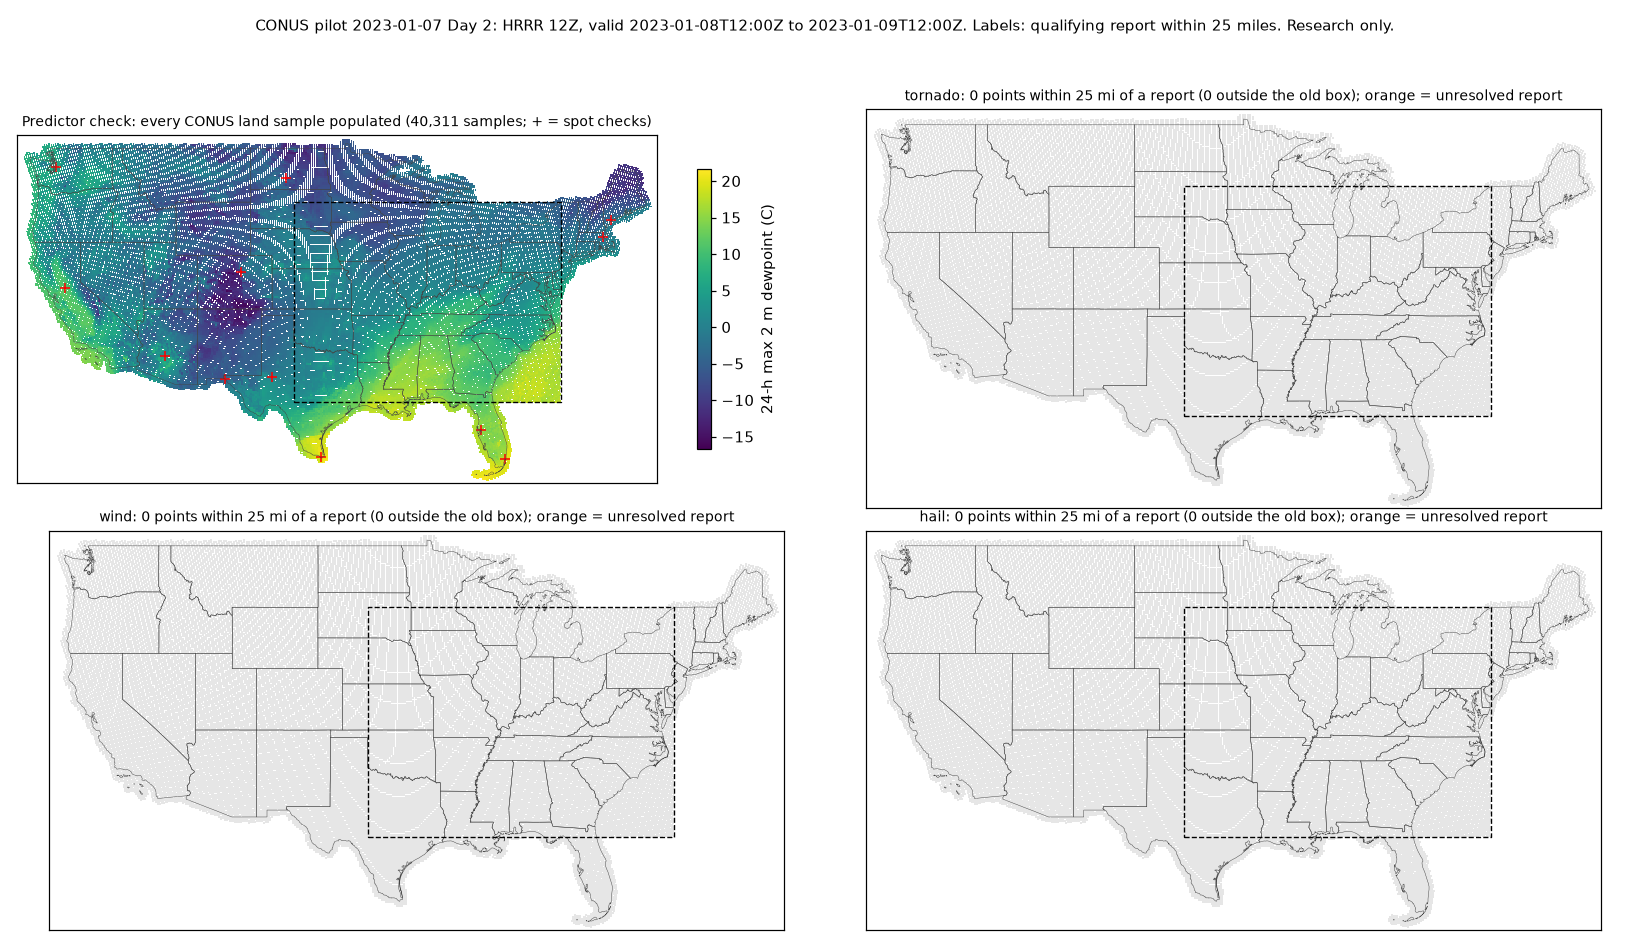 CONUS pilot 2023-01-07 Day 2: HRRR 12Z, valid 2023-01-08T12:00Z to 2023-01-09T12:00Z. Labels: qualifying report within 25 miles. Research only.
Predictor check: every CONUS land sample populated (40,311 samples; + = spot checks)
20
15
10
5
0
−5
−10
−15
24-h max 2 m dewpoint (C)
tornado: 0 points within 25 mi of a report (0 outside the old box); orange = unresolved report
wind: 0 points within 25 mi of a report (0 outside the old box); orange = unresolved report
hail: 0 points within 25 mi of a report (0 outside the old box); orange = unresolved report